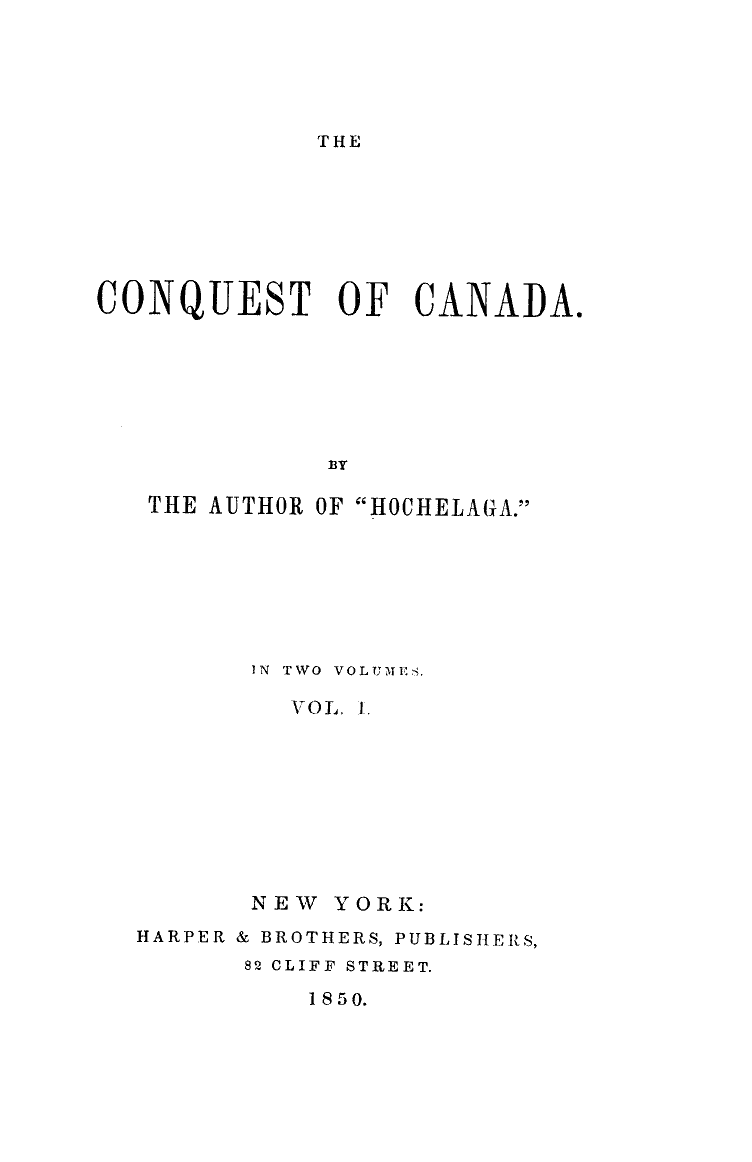 THE
CONQUEST OF CANADA.
BY
THE AUTHOR OF “HOCHELAGA.”
IN TWO VOLUMES.
VOL. I.
NEW YORK:
HARPER & BROTHERS, PUBLISHERS,
82 CLIFF STREET.
1850.